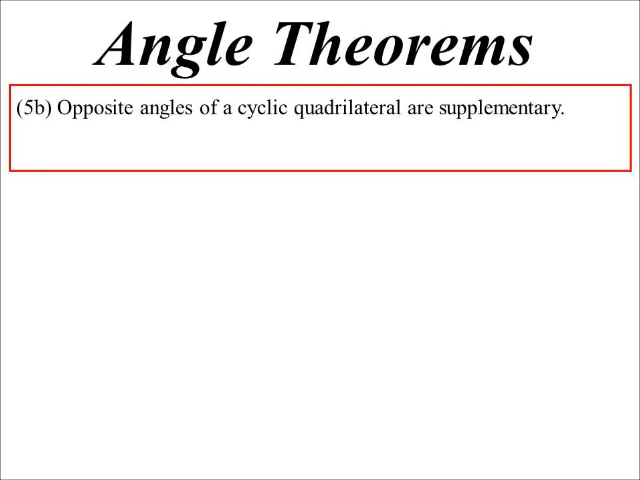 Angle Theorems
(5b) Opposite angles of a cyclic quadrilateral are supplementary.